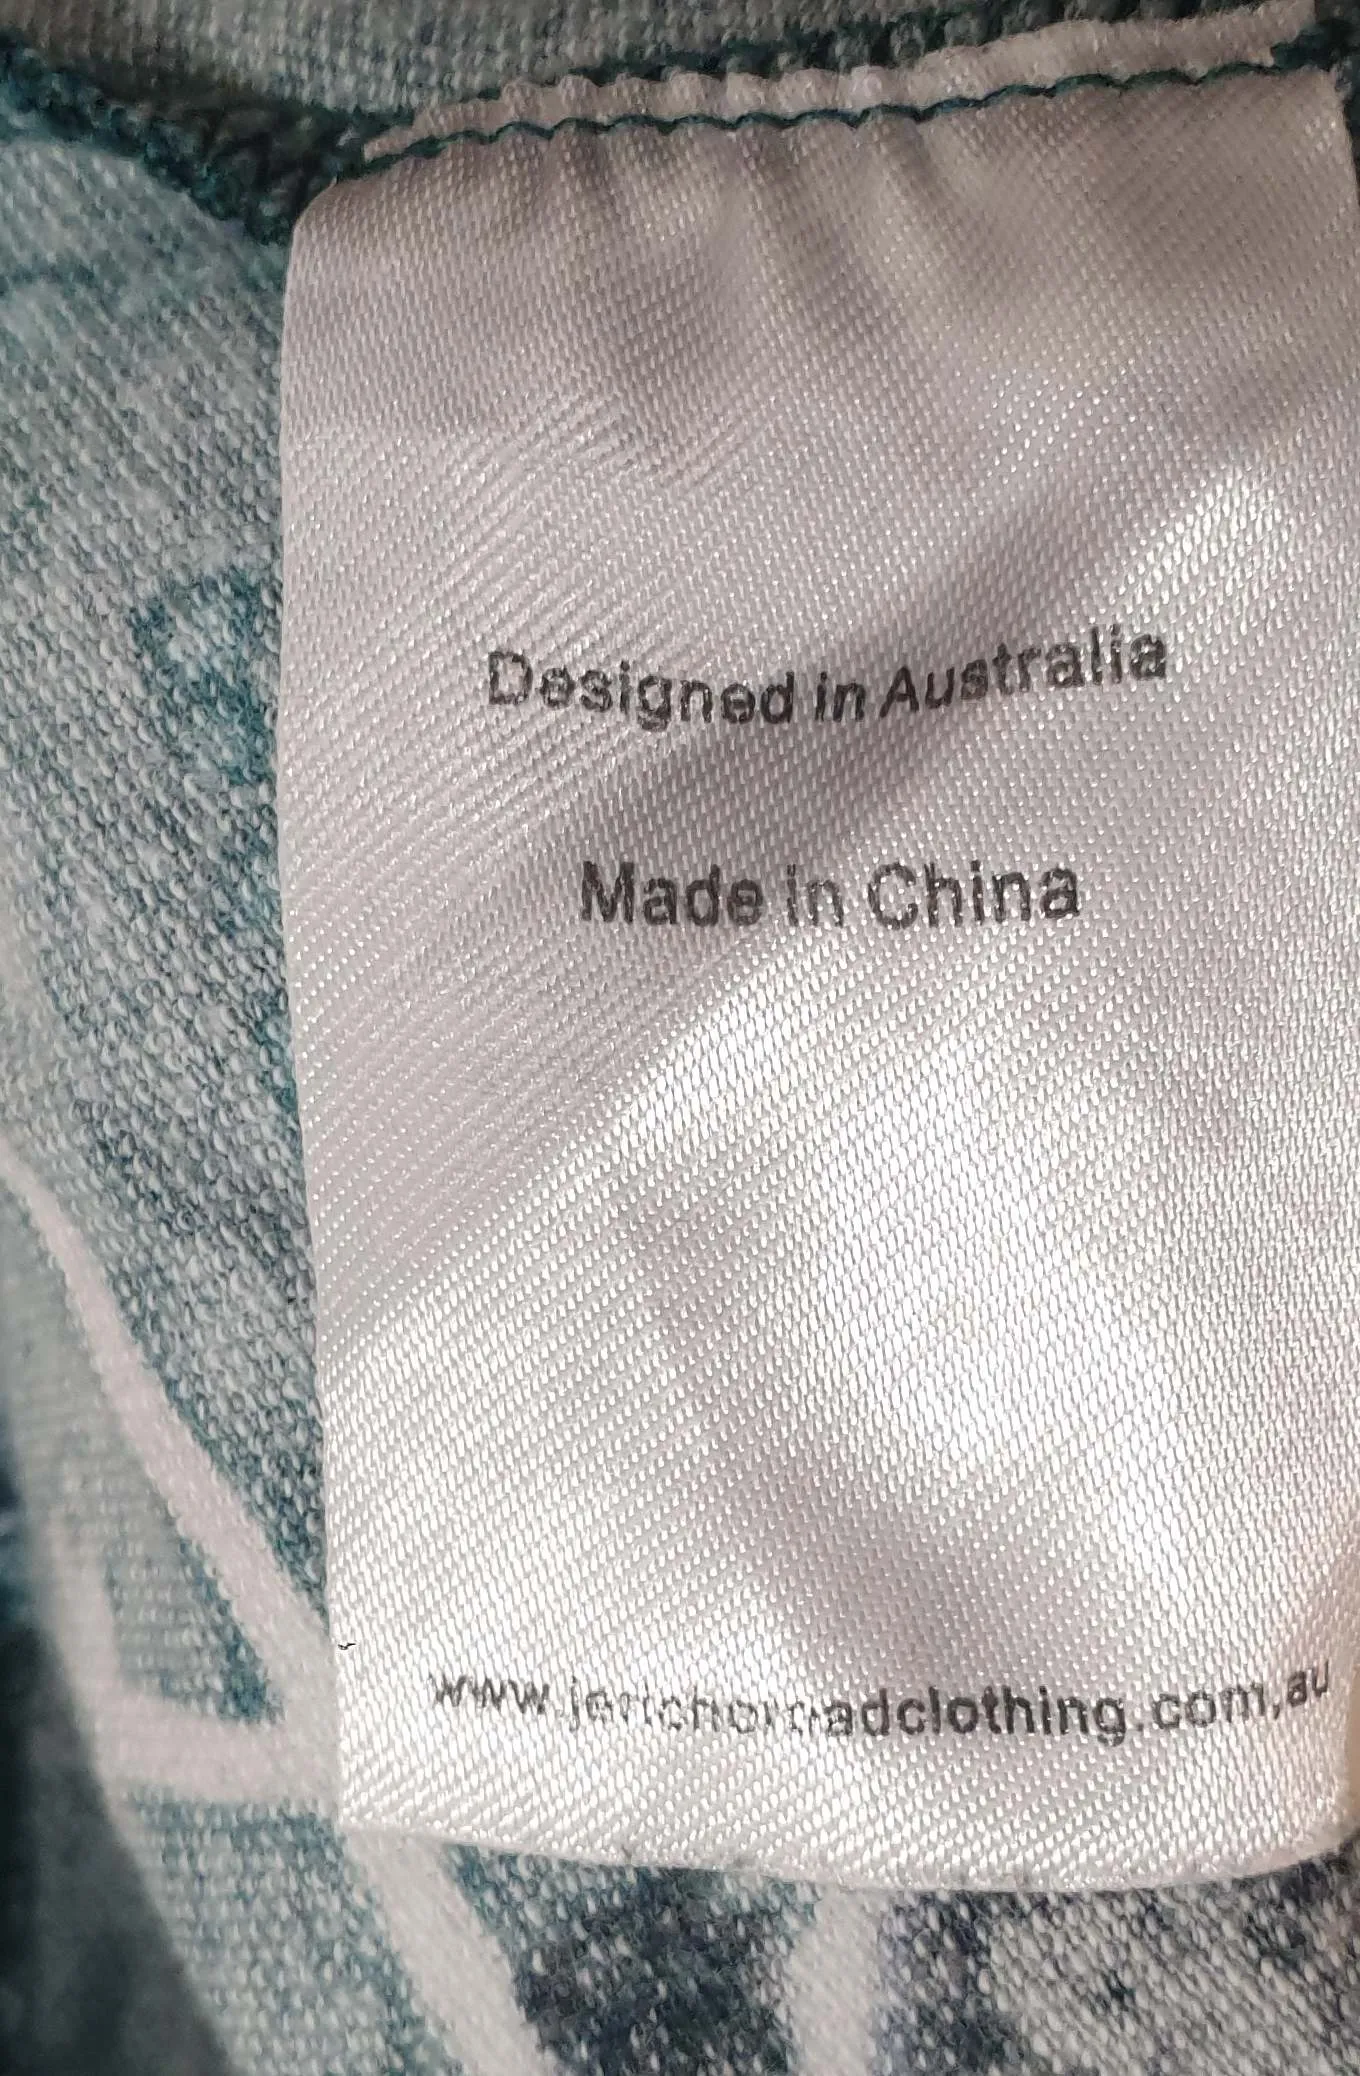 Designed in Australia
Made in China
www.jerichoroadclothing.com.au